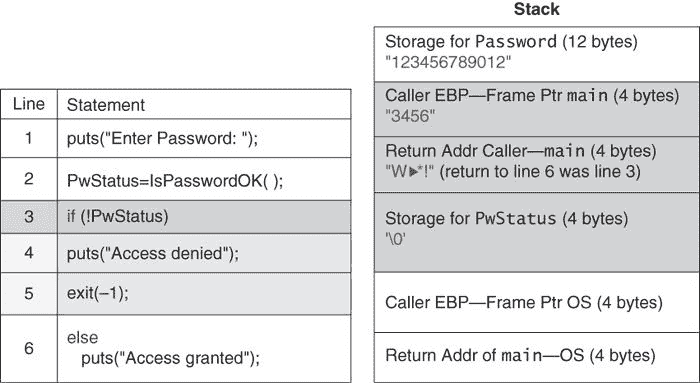 Stack
Line Statement
1 puts("Enter Password: ");
2 PwStatus=IsPasswordOK( );
3 if (!PwStatus)
4 puts("Access denied");
5 exit(–1);
6 else
puts("Access granted");
Storage for Password (12 bytes)
"123456789012"
Caller EBP—Frame Ptr main (4 bytes)
"3456"
Return Addr Caller—main (4 bytes)
"W▶*!" (return to line 6 was line 3)
Storage for PwStatus (4 bytes)
'\0'
Caller EBP—Frame Ptr OS (4 bytes)
Return Addr of main—OS (4 bytes)